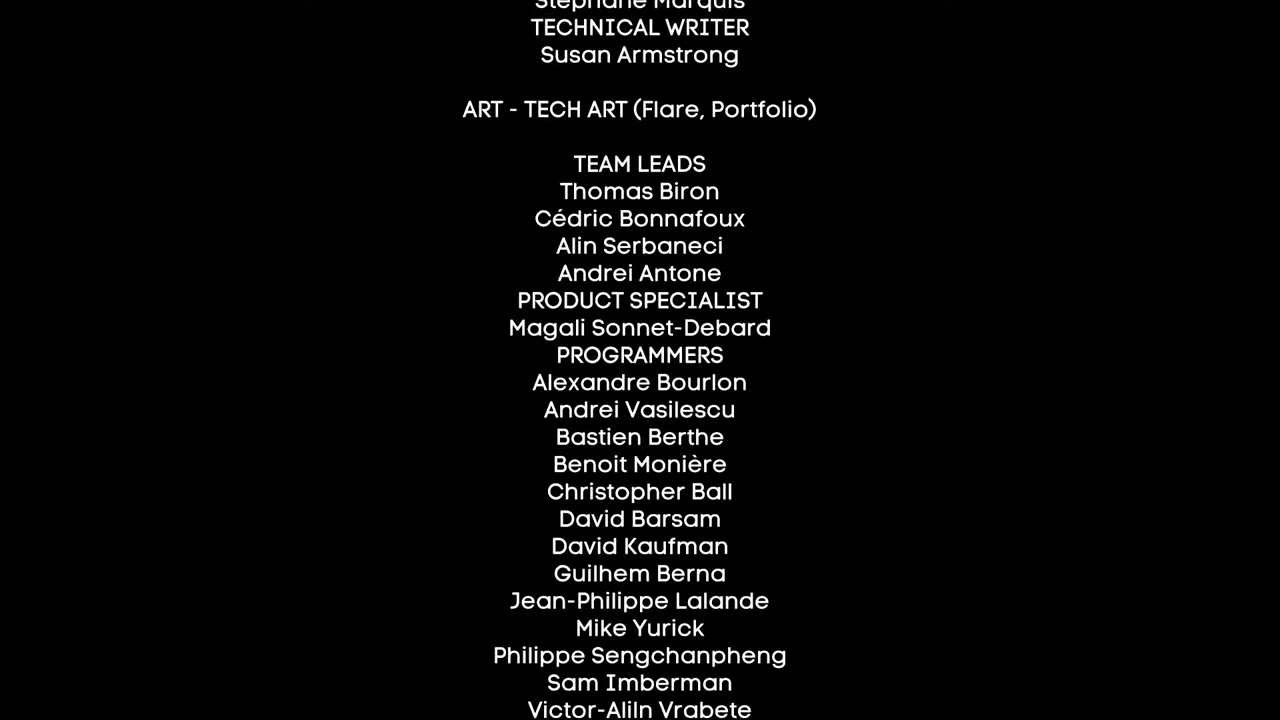 Stéphane Marquis
TECHNICAL WRITER
Susan Armstrong
ART - TECH ART (Flare, Portfolio)
TEAM LEADS
Thomas Biron
Cédric Bonnafoux
Alin Serbaneci
Andrei Antone
PRODUCT SPECIALIST
Magali Sonnet-Debard
PROGRAMMERS
Alexandre Bourlon
Andrei Vasilescu
Bastien Berthe
Benoit Monière
Christopher Ball
David Barsam
David Kaufman
Guilhem Berna
Jean-Philippe Lalande
Mike Yurick
Philippe Sengchanpheng
Sam Imberman
Victor-Aliln Vrabete